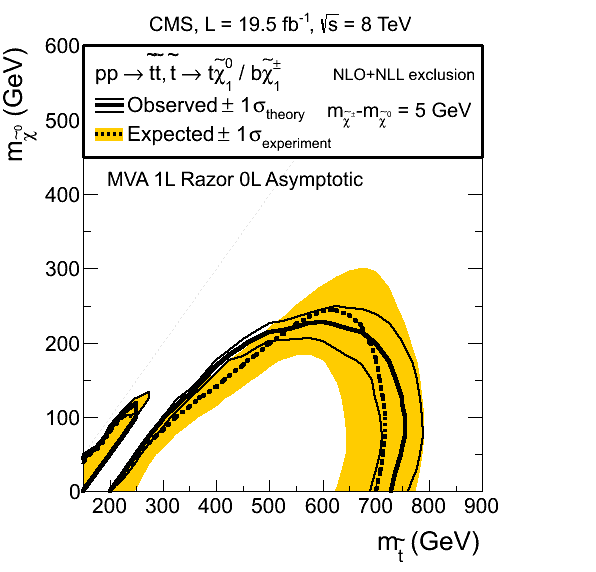 CMS, L = 19.5 fb⁻¹, √s = 8 TeV
pp → t̃t̃, t̃ → tχ̃⁰₁ / bχ̃±₁ NLO+NLL exclusion
Observed ± 1σtheory m χ̃± - m χ̃⁰ = 5 GeV
Expected ± 1σexperiment
MVA 1L Razor 0L Asymptotic
m χ̃⁰ (GeV)
600
500
400
300
200
100
0
200 300 400 500 600 700 800 900
m t̃ (GeV)